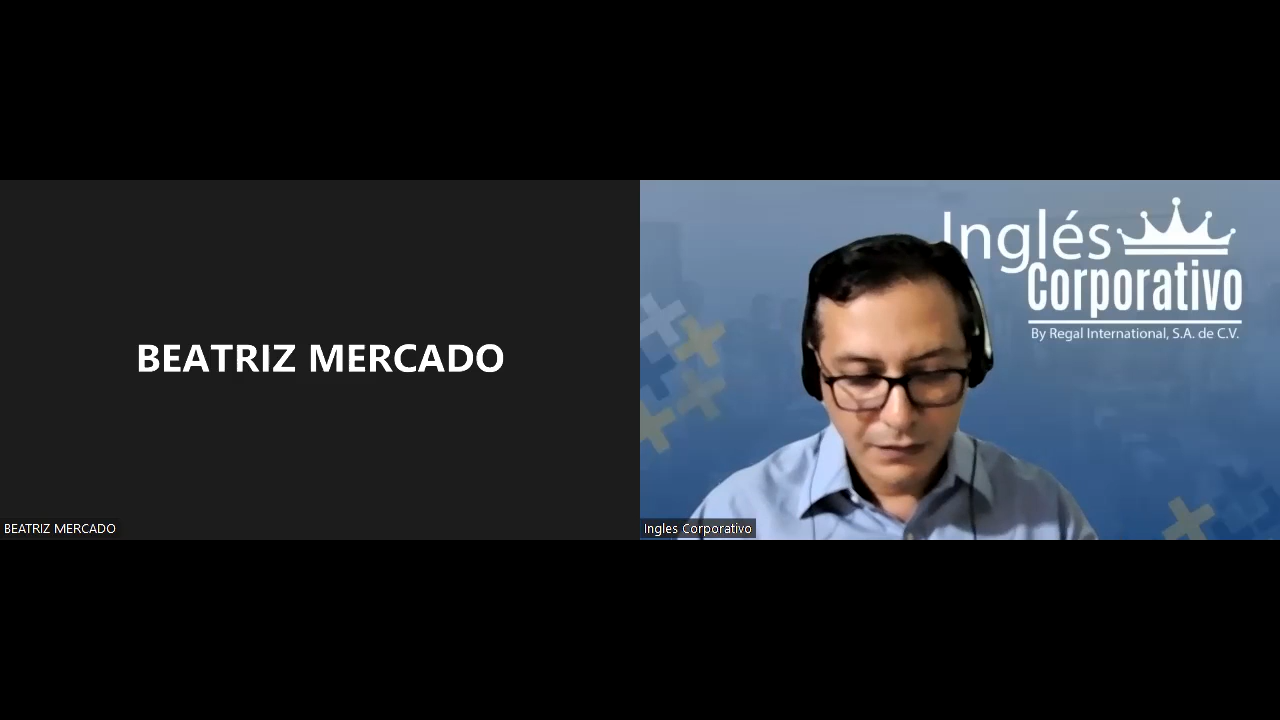 BEATRIZ MERCADO
BEATRIZ MERCADO
Inglés
Corporativo
By Regal International, S.A. de C.V.
Ingles Corporativo